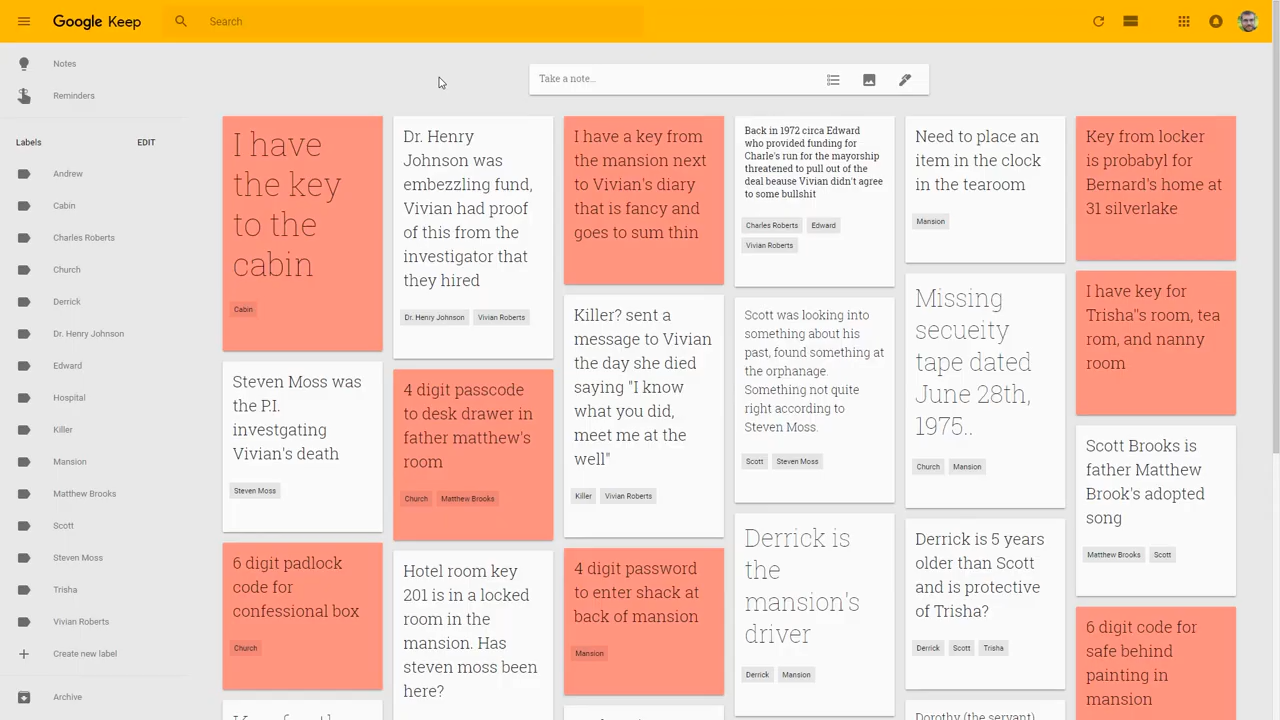 Google Keep
Search
Notes
Reminders
Labels
EDIT
Andrew
Cabin
Charles Roberts
Church
Derrick
Dr. Henry Johnson
Edward
Hospital
Killer
Mansion
Matthew Brooks
Scott
Steven Moss
Trisha
Vivian Roberts
Create new label
Archive
Take a note...
I have
the key
to the
cabin
Cabin
Steven Moss was
the P.I.
investgating
Vivian's death
Steven Moss
6 digit padlock
code for
confessional box
Church
Dr. Henry
Johnson was
embezzling fund,
Vivian had proof
of this from the
investigator that
they hired
Dr. Henry Johnson
Vivian Roberts
4 digit passcode
to desk drawer in
father matthew's
room
Church
Matthew Brooks
Hotel room key
201 is in a locked
room in the
mansion. Has
steven moss been
here?
I have a key from
the mansion next
to Vivian's diary
that is fancy and
goes to sum thin
Killer? sent a
message to Vivian
the day she died
saying "I know
what you did,
meet me at the
well"
Killer
Vivian Roberts
4 digit password
to enter shack at
back of mansion
Mansion
Back in 1972 circa Edward
who provided funding for
Charle's run for the mayorship
threatened to pull out of the
deal beause Vivian didn't agree
to some bullshit
Charles Roberts
Edward
Vivian Roberts
Scott was looking into
something about his
past, found something at
the orphanage.
Something not quite
right according to
Steven Moss.
Scott
Steven Moss
Derrick is
the
mansion's
driver
Derrick
Mansion
Need to place an
item in the clock
in the tearoom
Mansion
Missing
secueity
tape dated
June 28th,
1975..
Church
Mansion
Derrick is 5 years
older than Scott
and is protective
of Trisha?
Derrick
Scott
Trisha
Dorothy (the servant)
Key from locker
is probabyl for
Bernard's home at
31 silverlake
I have key for
Trisha"s room, tea
rom, and nanny
room
Scott Brooks is
father Matthew
Brook's adopted
song
Matthew Brooks
Scott
6 digit code for
safe behind
painting in
mansion